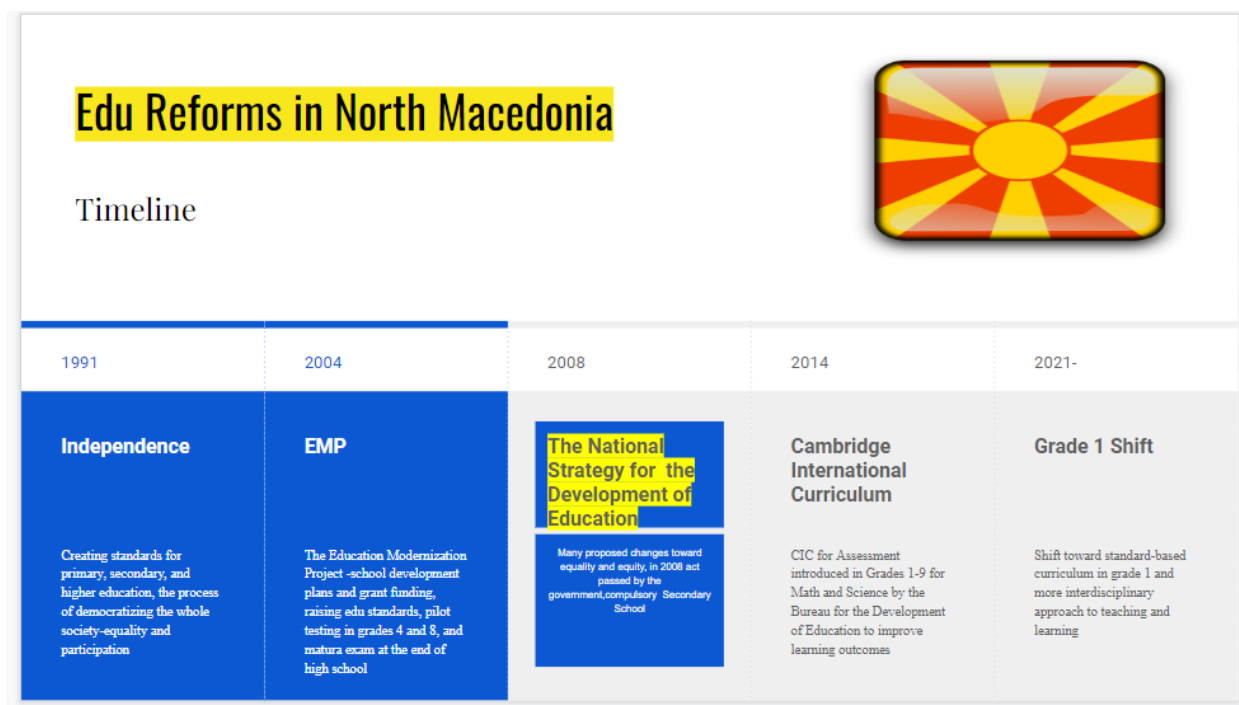 Edu Reforms in North Macedonia
Timeline
1991
2004
2008
2014
2021-
Independence
Creating standards for
primary, secondary, and
higher education, the process
of democratizing the whole
society-equality and
participation
EMP
The Education Modernization
Project -school development
plans and grant funding,
raising edu standards, pilot
testing in grades 4 and 8, and
matura exam at the end of
high school
The National
Strategy for  the
Development of
Education
Many proposed changes toward
equality and equity, in 2008 act
passed by the
government,compulsory  Secondary
School
Cambridge
International
Curriculum
CIC for Assessment
introduced in Grades 1-9 for
Math and Science by the
Bureau for the Development
of Education to improve
learning outcomes
Grade 1 Shift
Shift toward standard-based
curriculum in grade 1 and
more interdisciplinary
approach to teaching and
learning